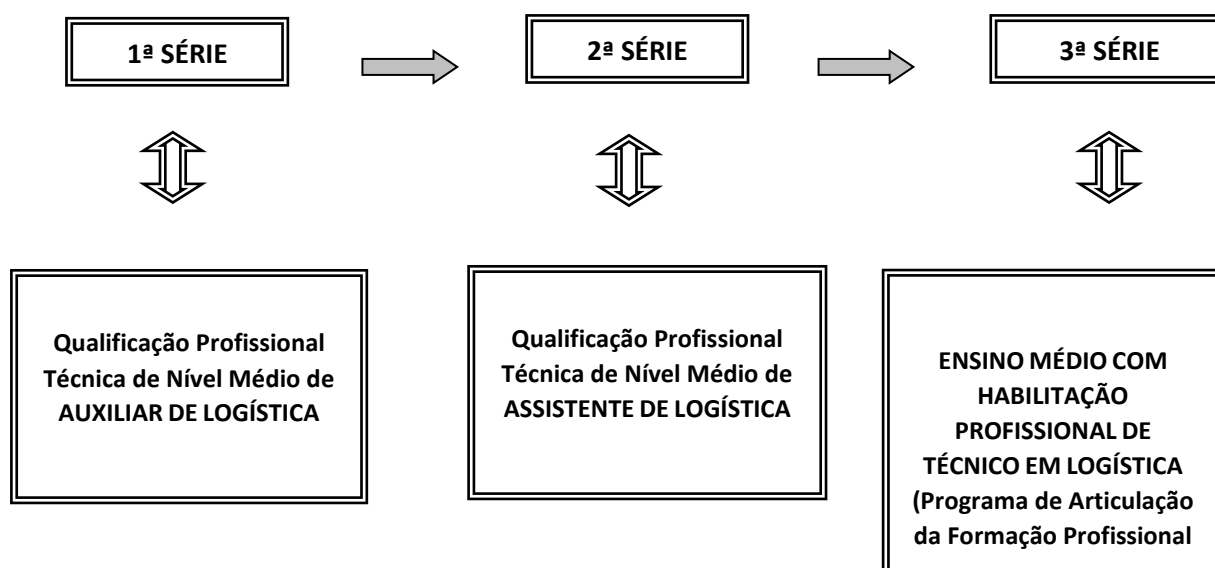 1ª SÉRIE
2ª SÉRIE
3ª SÉRIE
Qualificação Profissional
Técnica de Nível Médio de
AUXILIAR DE LOGÍSTICA
Qualificação Profissional
Técnica de Nível Médio de
ASSISTENTE DE LOGÍSTICA
ENSINO MÉDIO COM
HABILITAÇÃO
PROFISSIONAL DE
TÉCNICO EM LOGÍSTICA
(Programa de Articulação
da Formação Profissional